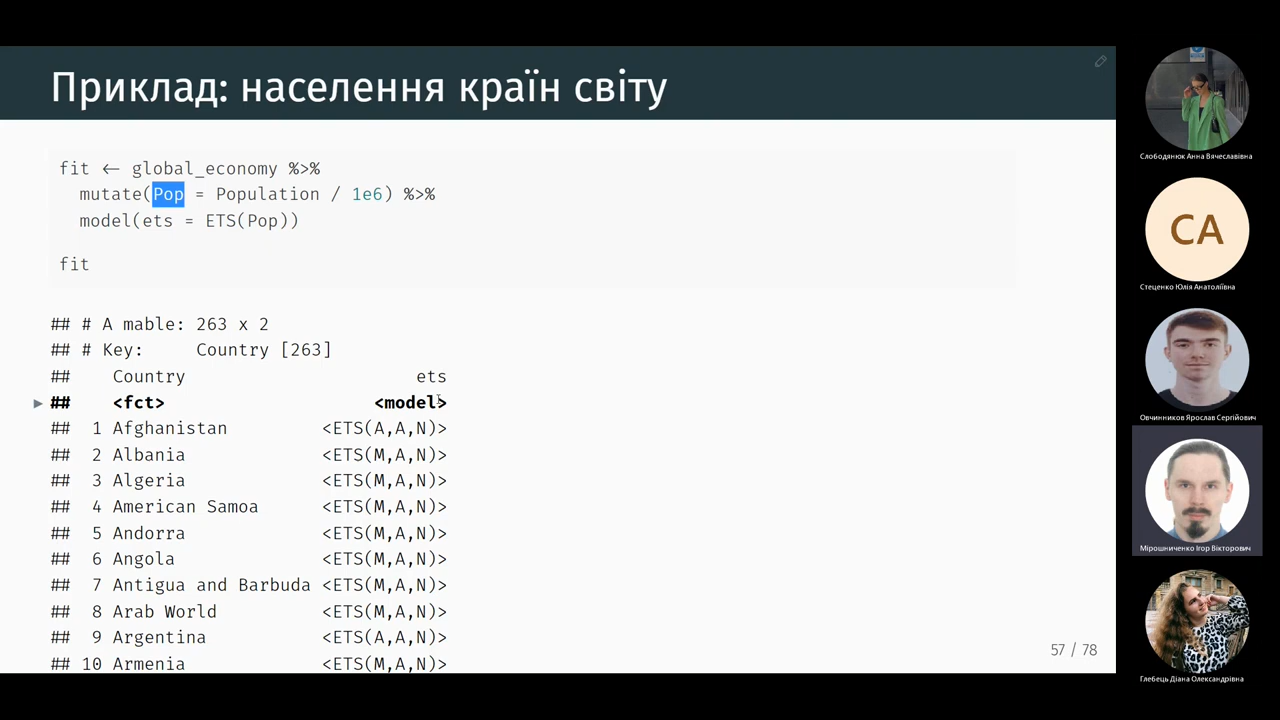 Приклад: населення країн світу
fit ← global_economy %>%
mutate(Pop = Population / 1e6) %>%
model(ets = ETS(Pop))
fit
## # A mable: 263 x 2
## # Key: Country [263]
## Country ets
## <fct> <model>
## 1 Afghanistan <ETS(A,A,N)>
## 2 Albania <ETS(M,A,N)>
## 3 Algeria <ETS(M,A,N)>
## 4 American Samoa <ETS(M,A,N)>
## 5 Andorra <ETS(M,A,N)>
## 6 Angola <ETS(M,A,N)>
## 7 Antigua and Barbuda <ETS(M,A,N)>
## 8 Arab World <ETS(M,A,N)>
## 9 Argentina <ETS(A,A,N)>
## 10 Armenia <ETS(M,A,N)>
57 / 78
Слободянюк Анна Вячеславівна
СА
Стеценко Юлія Анатоліївна
Овчинников Ярослав Сергійович
Мірошниченко Ігор Вікторович
Глебець Діана Олександрівна